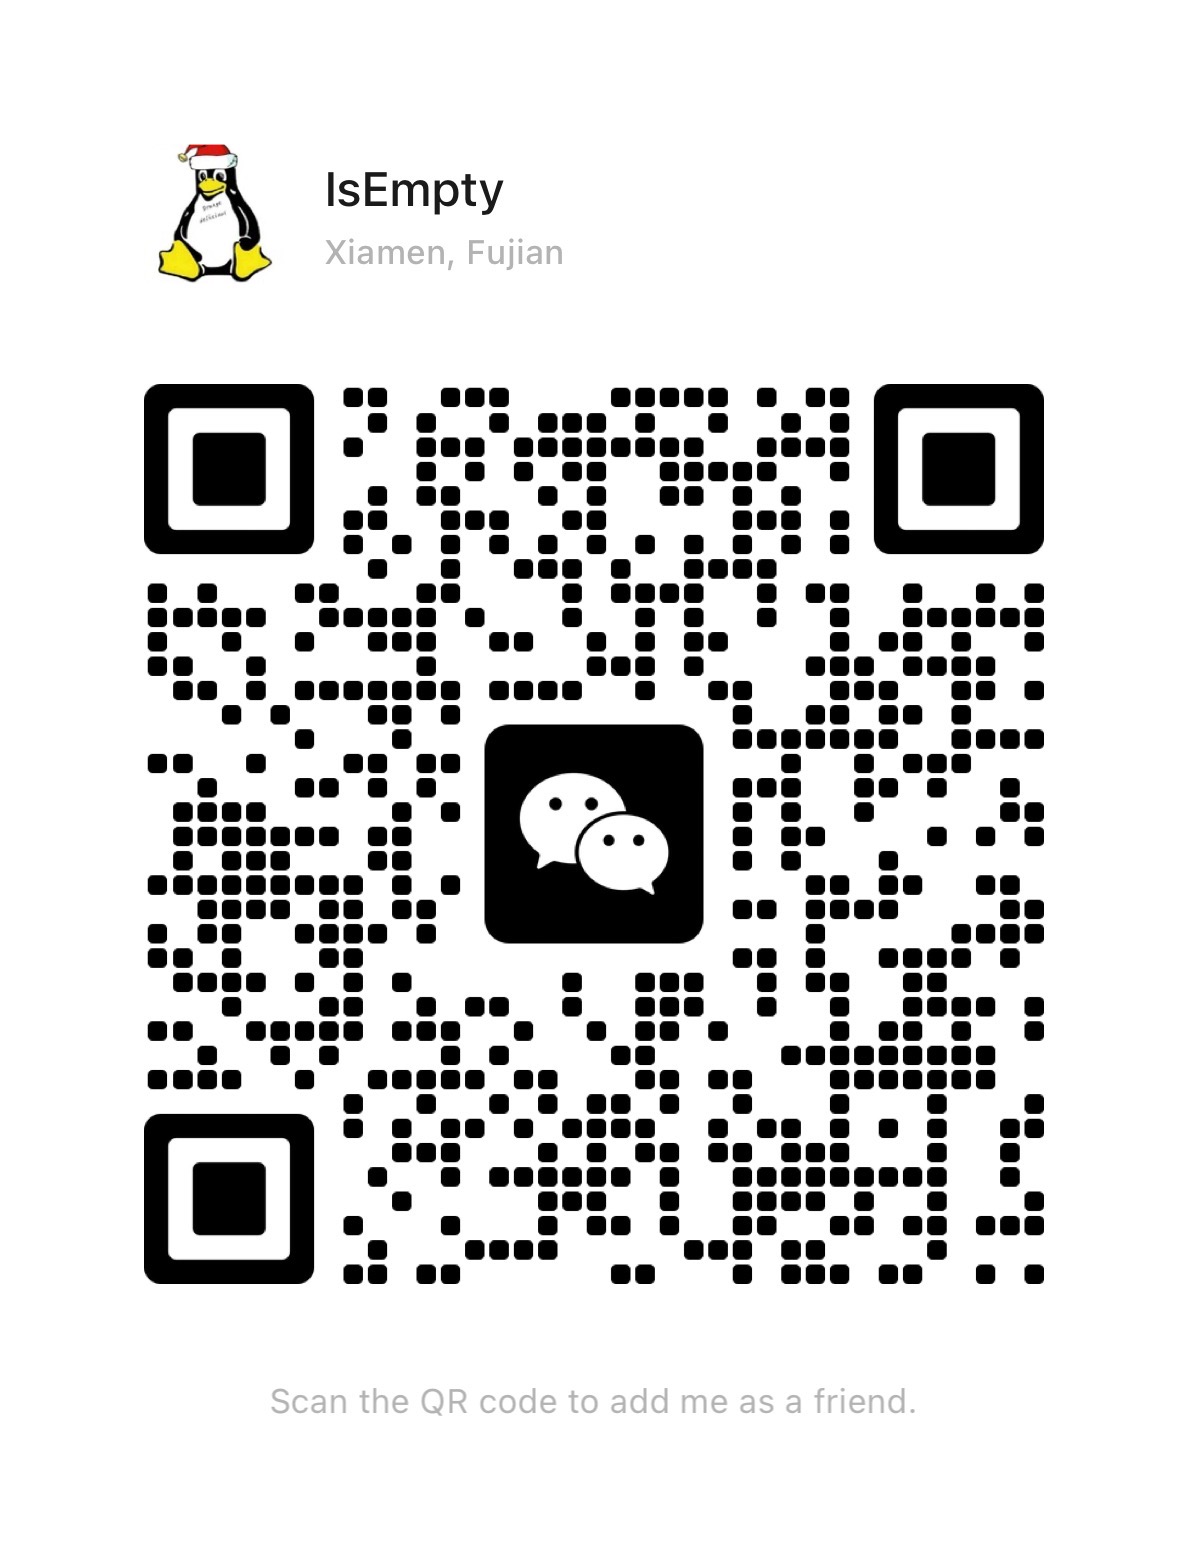 IsEmpty
Xiamen, Fujian
Scan the QR code to add me as a friend.